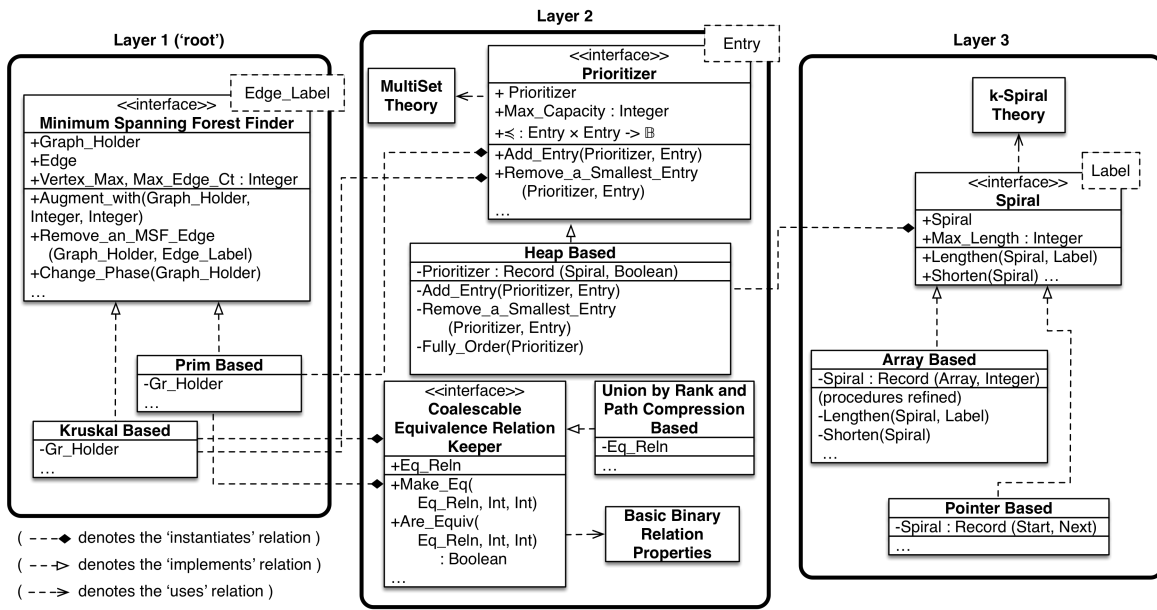 Layer 1 (‘root’)
Edge_Label
<<interface>>
Minimum Spanning Forest Finder
+Graph_Holder
+Edge
+Vertex_Max, Max_Edge_Ct : Integer
+Augment_with(Graph_Holder,
Integer, Integer)
+Remove_an_MSF_Edge
(Graph_Holder, Edge_Label)
+Change_Phase(Graph_Holder)
…
Prim Based
-Gr_Holder
…
Kruskal Based
-Gr_Holder
…
( denotes the ‘instantiates’ relation )
( denotes the ‘implements’ relation )
( denotes the ‘uses’ relation )
Layer 2
Entry
MultiSet
Theory
<<interface>>
Prioritizer
+ Prioritizer
+Max_Capacity : Integer
+≼ : Entry × Entry -> 𝔹
+Add_Entry(Prioritizer, Entry)
+Remove_a_Smallest_Entry
(Prioritizer, Entry)
…
Heap Based
-Prioritizer : Record (Spiral, Boolean)
-Add_Entry(Prioritizer, Entry)
-Remove_a_Smallest_Entry
(Prioritizer, Entry)
-Fully_Order(Prioritizer)
<<interface>>
Coalescable
Equivalence Relation
Keeper
+Eq_Reln
+Make_Eq(
Eq_Reln, Int, Int)
+Are_Equiv(
Eq_Reln, Int, Int)
: Boolean
…
Union by Rank and
Path Compression
Based
-Eq_Reln
…
Basic Binary
Relation
Properties
Layer 3
k-Spiral
Theory
Label
<<interface>>
Spiral
+Spiral
+Max_Length : Integer
+Lengthen(Spiral, Label)
+Shorten(Spiral) …
Array Based
-Spiral : Record (Array, Integer)
(procedures refined)
-Lengthen(Spiral, Label)
-Shorten(Spiral)
…
Pointer Based
-Spiral : Record (Start, Next)
…